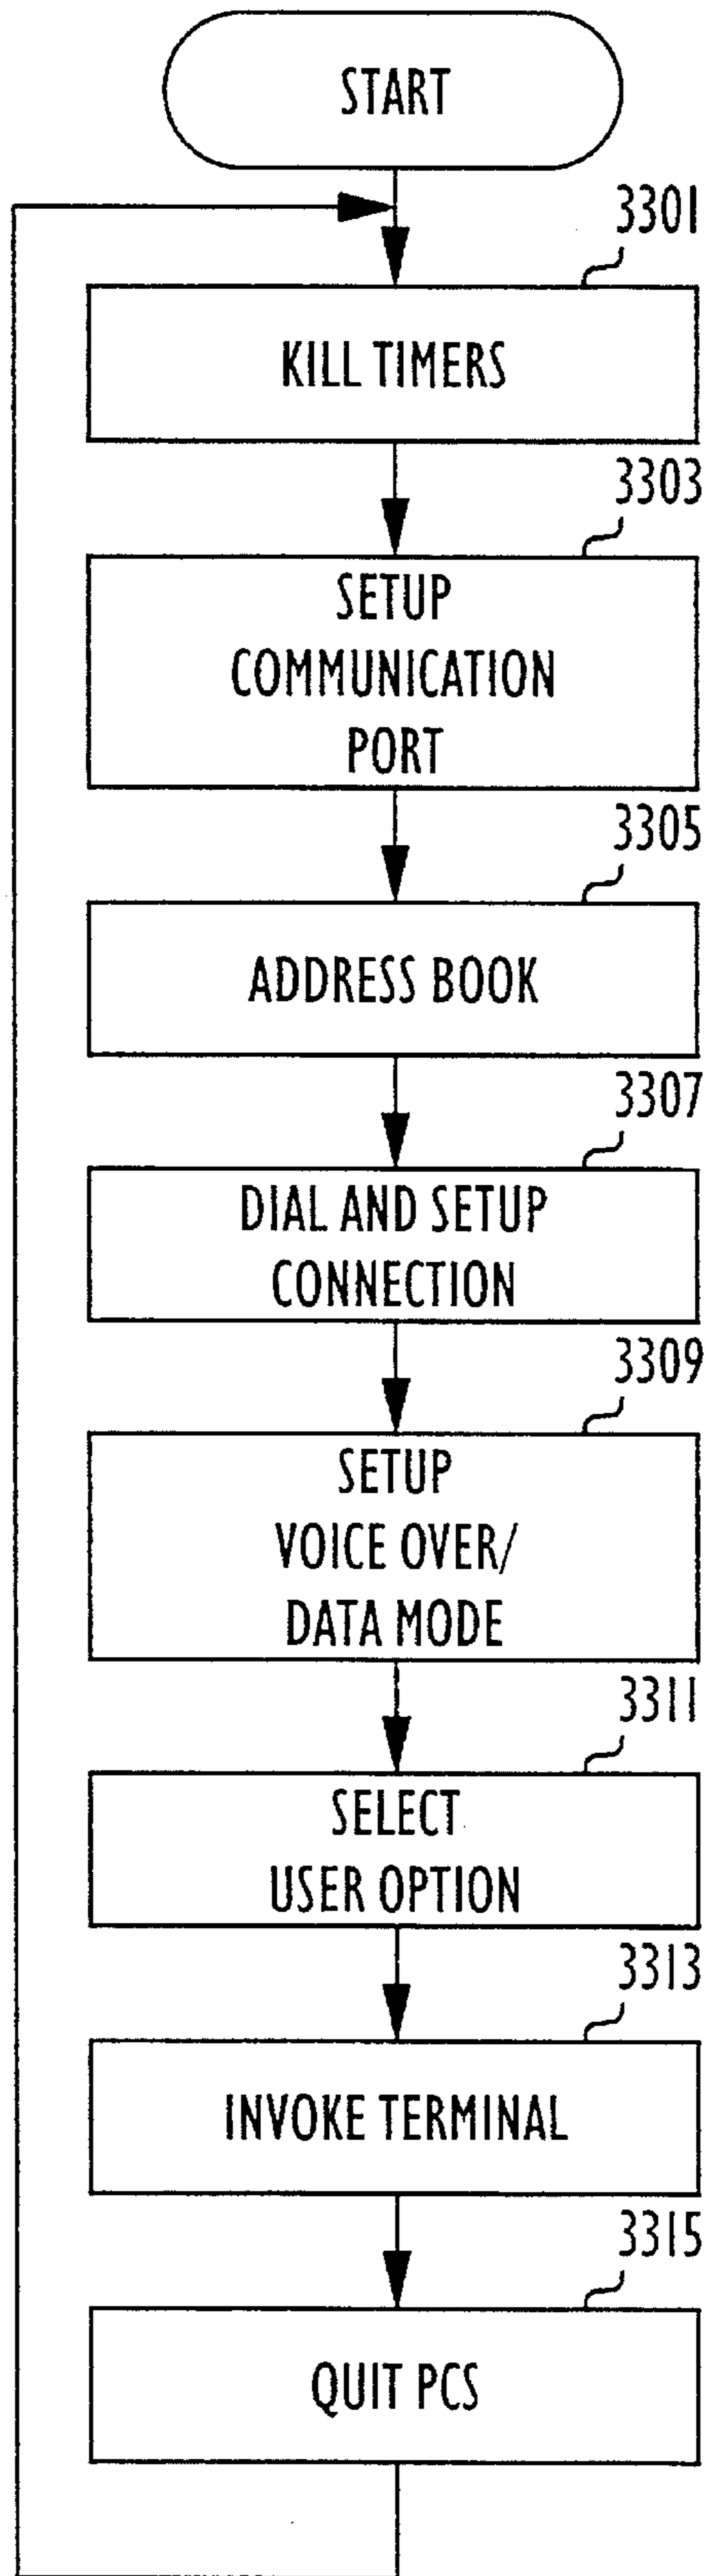 START
3301
KILL TIMERS
3303
SETUP
COMMUNICATION
PORT
3305
ADDRESS BOOK
3307
DIAL AND SETUP
CONNECTION
3309
SETUP
VOICE OVER/
DATA MODE
3311
SELECT
USER OPTION
3313
INVOKE TERMINAL
3315
QUIT PCS